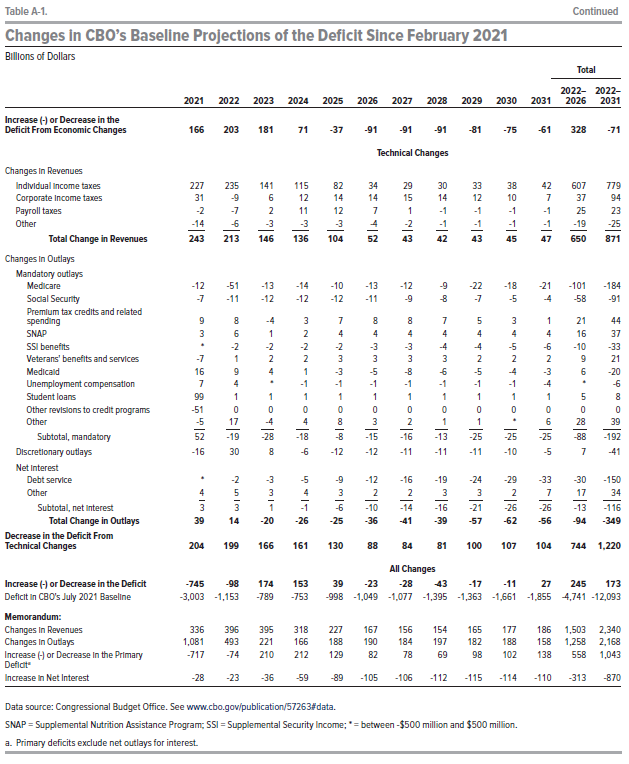 Table A-1. Continued
Changes in CBO's Baseline Projections of the Deficit Since February 2021
Billions of Dollars
Total
2021 2022 2023 2024 2025 2026 2027 2028 2029 2030 2031 2022–2026 2022–2031
Increase (-) or Decrease in the
Deficit From Economic Changes 166 203 181 71 -37 -91 -91 -91 -81 -75 -61 328 -71
Technical Changes
Changes in Revenues
Individual income taxes 227 235 141 115 82 34 29 30 33 38 42 607 779
Corporate income taxes 31 -9 6 12 14 14 15 14 12 10 7 37 94
Payroll taxes -2 -7 2 11 12 7 1 -1 -1 -1 -1 25 23
Other -14 -6 -3 -3 -3 -4 -2 -1 -1 -1 -1 -19 -25
Total Change in Revenues 243 213 146 136 104 52 43 42 43 45 47 650 871
Changes in Outlays
Mandatory outlays
Medicare -12 -51 -13 -14 -10 -13 -12 -9 -22 -18 -21 -101 -184
Social Security -7 -11 -12 -12 -12 -11 -9 -8 -7 -5 -4 -58 -91
Premium tax credits and related
spending 9 8 -4 3 7 8 8 7 5 3 1 21 44
SNAP 3 6 1 2 4 4 4 4 4 4 4 16 37
SSI benefits * -2 -2 -2 -2 -3 -3 -4 -4 -5 -6 -10 -33
Veterans' benefits and services -7 1 2 2 3 3 3 3 2 2 2 9 21
Medicaid 16 9 4 1 -3 -5 -8 -6 -5 -4 -3 6 -20
Unemployment compensation 7 4 * -1 -1 -1 -1 -1 -1 -1 -4 * -6
Student loans 99 1 1 1 1 1 1 1 1 1 1 5 8
Other revisions to credit programs -51 0 0 0 0 0 0 0 0 0 0 0 0
Other -5 17 -4 4 8 3 2 1 1 * 6 28 39
Subtotal, mandatory 52 -19 -28 -18 -8 -15 -16 -13 -25 -25 -25 -88 -192
Discretionary outlays -16 30 8 -6 -12 -12 -11 -11 -11 -10 -5 7 -41
Net interest
Debt service * -2 -3 -5 -9 -12 -16 -19 -24 -29 -33 -30 -150
Other 4 5 3 4 3 2 2 3 3 2 7 17 34
Subtotal, net interest 3 3 1 -1 -6 -10 -14 -16 -21 -26 -26 -13 -116
Total Change in Outlays 39 14 -20 -26 -25 -36 -41 -39 -57 -62 -56 -94 -349
Decrease in the Deficit From
Technical Changes 204 199 166 161 130 88 84 81 100 107 104 744 1,220
All Changes
Increase (-) or Decrease in the Deficit -745 -98 174 153 39 -23 -28 -43 -17 -11 27 245 173
Deficit in CBO's July 2021 Baseline -3,003 -1,153 -789 -753 -998 -1,049 -1,077 -1,395 -1,363 -1,661 -1,855 -4,741 -12,093
Memorandum:
Changes in Revenues 336 396 395 318 227 167 156 154 165 177 186 1,503 2,340
Changes in Outlays 1,081 493 221 166 188 190 184 197 182 188 158 1,258 2,168
Increase (-) or Decrease in the Primary
Deficitᵃ -717 -74 210 212 129 82 78 69 98 102 138 558 1,043
Increase in Net Interest -28 -23 -36 -59 -89 -105 -106 -112 -115 -114 -110 -313 -870
Data source: Congressional Budget Office. See www.cbo.gov/publication/57263#data.
SNAP = Supplemental Nutrition Assistance Program; SSI = Supplemental Security Income; * = between -$500 million and $500 million.
a. Primary deficits exclude net outlays for interest.